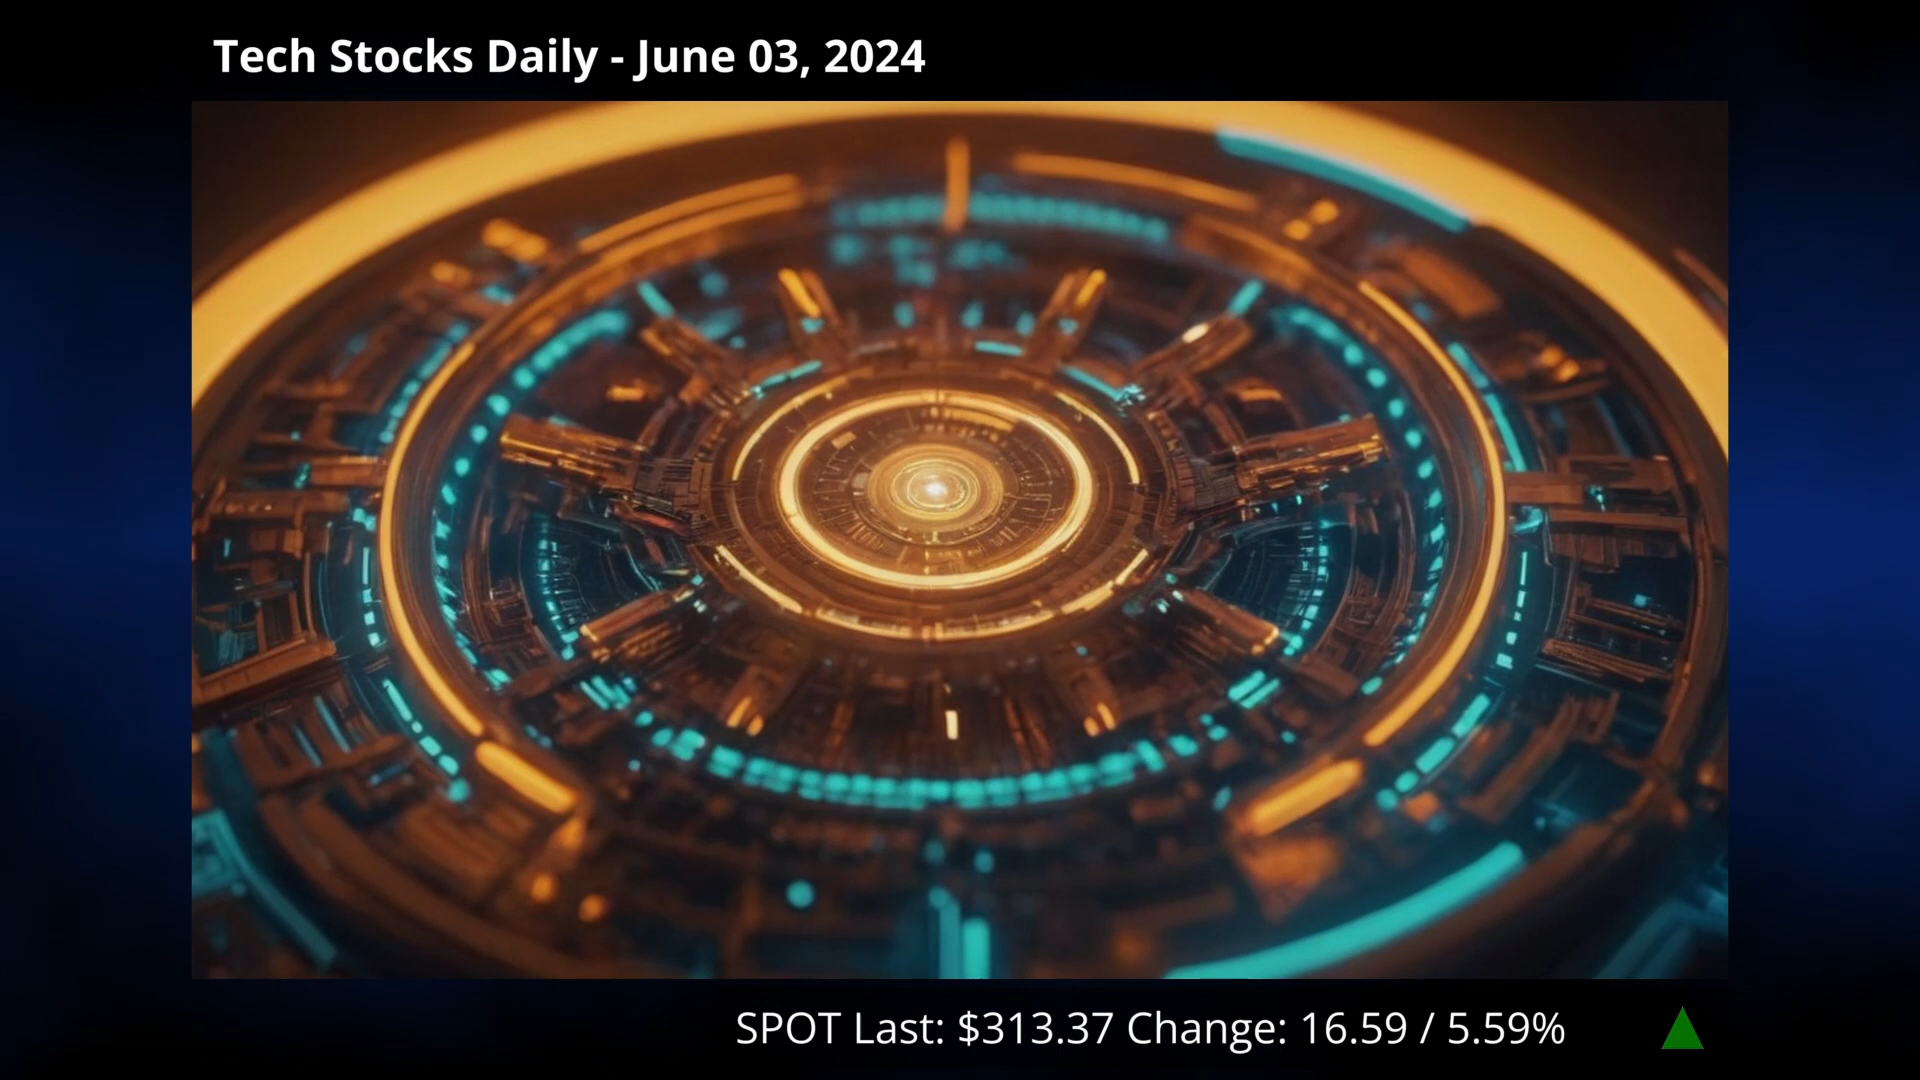 Tech Stocks Daily - June 03, 2024
SPOT Last: $313.37 Change: 16.59 / 5.59%